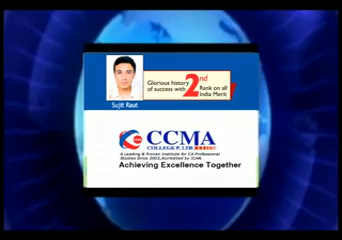 Glorious history
of success with 2nd Rank on all
India Merit
Sujit Raut
CCMA
COLLEGE P. LTD.
A Leading & Proven Institute for CA Professional
Studies Since 2003, Accredited by ICAN.
Achieving Excellence Together